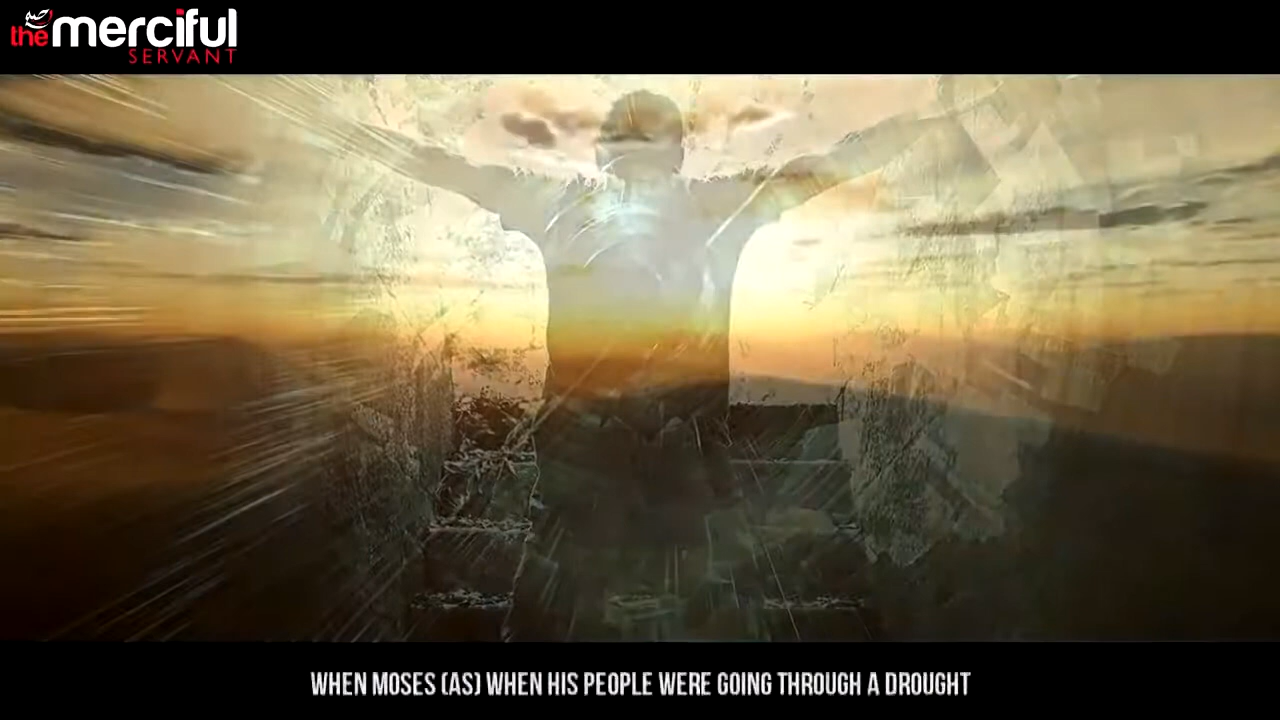 the merciful
SERVANT
WHEN MOSES (AS) WHEN HIS PEOPLE WERE GOING THROUGH A DROUGHT